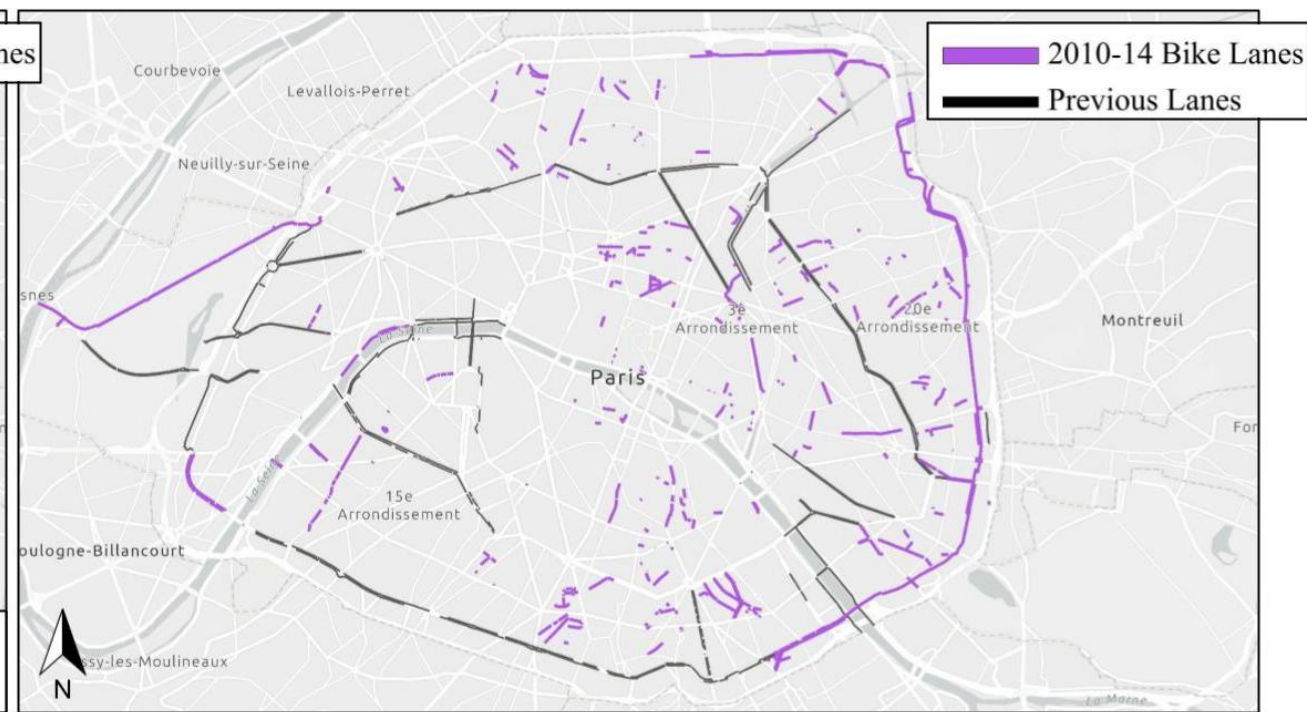 nes
2010-14 Bike Lanes
Previous Lanes
Courbevoie
Levallois-Perret
Neuilly-sur-Seine
snes
La Seine
3e
Arrondissement
20e
Arrondissement
Montreuil
Paris
For
La Seine
15e
Arrondissement
oulogne-Billancourt
ssy-les-Moulineaux
N
La Marne